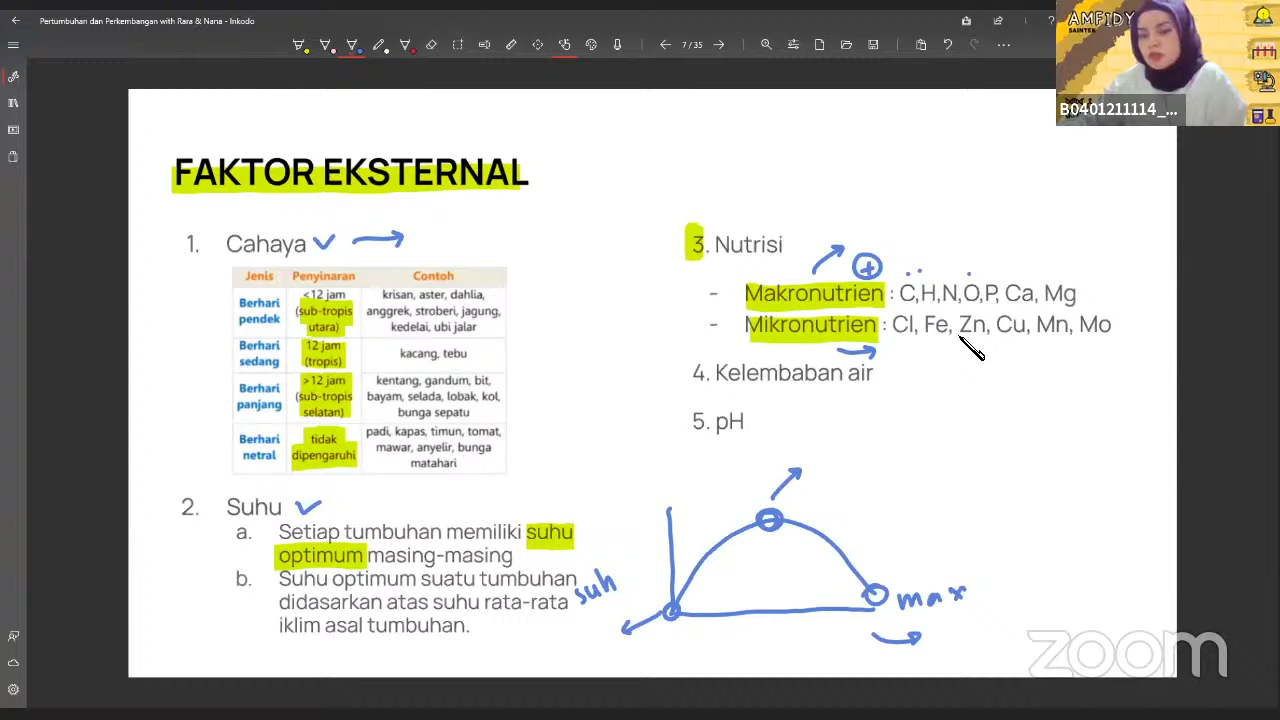 Pertumbuhan dan Perkembangan with Rara & Nana - Inkodo
7 / 35
AMFIDY
SAINTEK
B0401211114_...
FAKTOR EKSTERNAL
1. Cahaya
Jenis Penyinaran Contoh
Berhari pendek
<12 jam (sub-tropis utara)
krisan, aster, dahlia,
anggrek, stroberi, jagung,
kedelai, ubi jalar
Berhari sedang
12 jam (tropis)
kacang, tebu
Berhari panjang
>12 jam (sub-tropis selatan)
kentang, gandum, bit,
bayam, selada, lobak, kol,
bunga sepatu
Berhari netral
tidak dipengaruhi
padi, kapas, timun, tomat,
mawar, anyelir, bunga
matahari
2. Suhu
a. Setiap tumbuhan memiliki suhu
optimum masing-masing
b. Suhu optimum suatu tumbuhan
didasarkan atas suhu rata-rata
iklim asal tumbuhan.
3. Nutrisi
+
- Makronutrien : C,H,N,O,P, Ca, Mg
- Mikronutrien : Cl, Fe, Zn, Cu, Mn, Mo
4. Kelembaban air
5. pH
suh
max
zoom